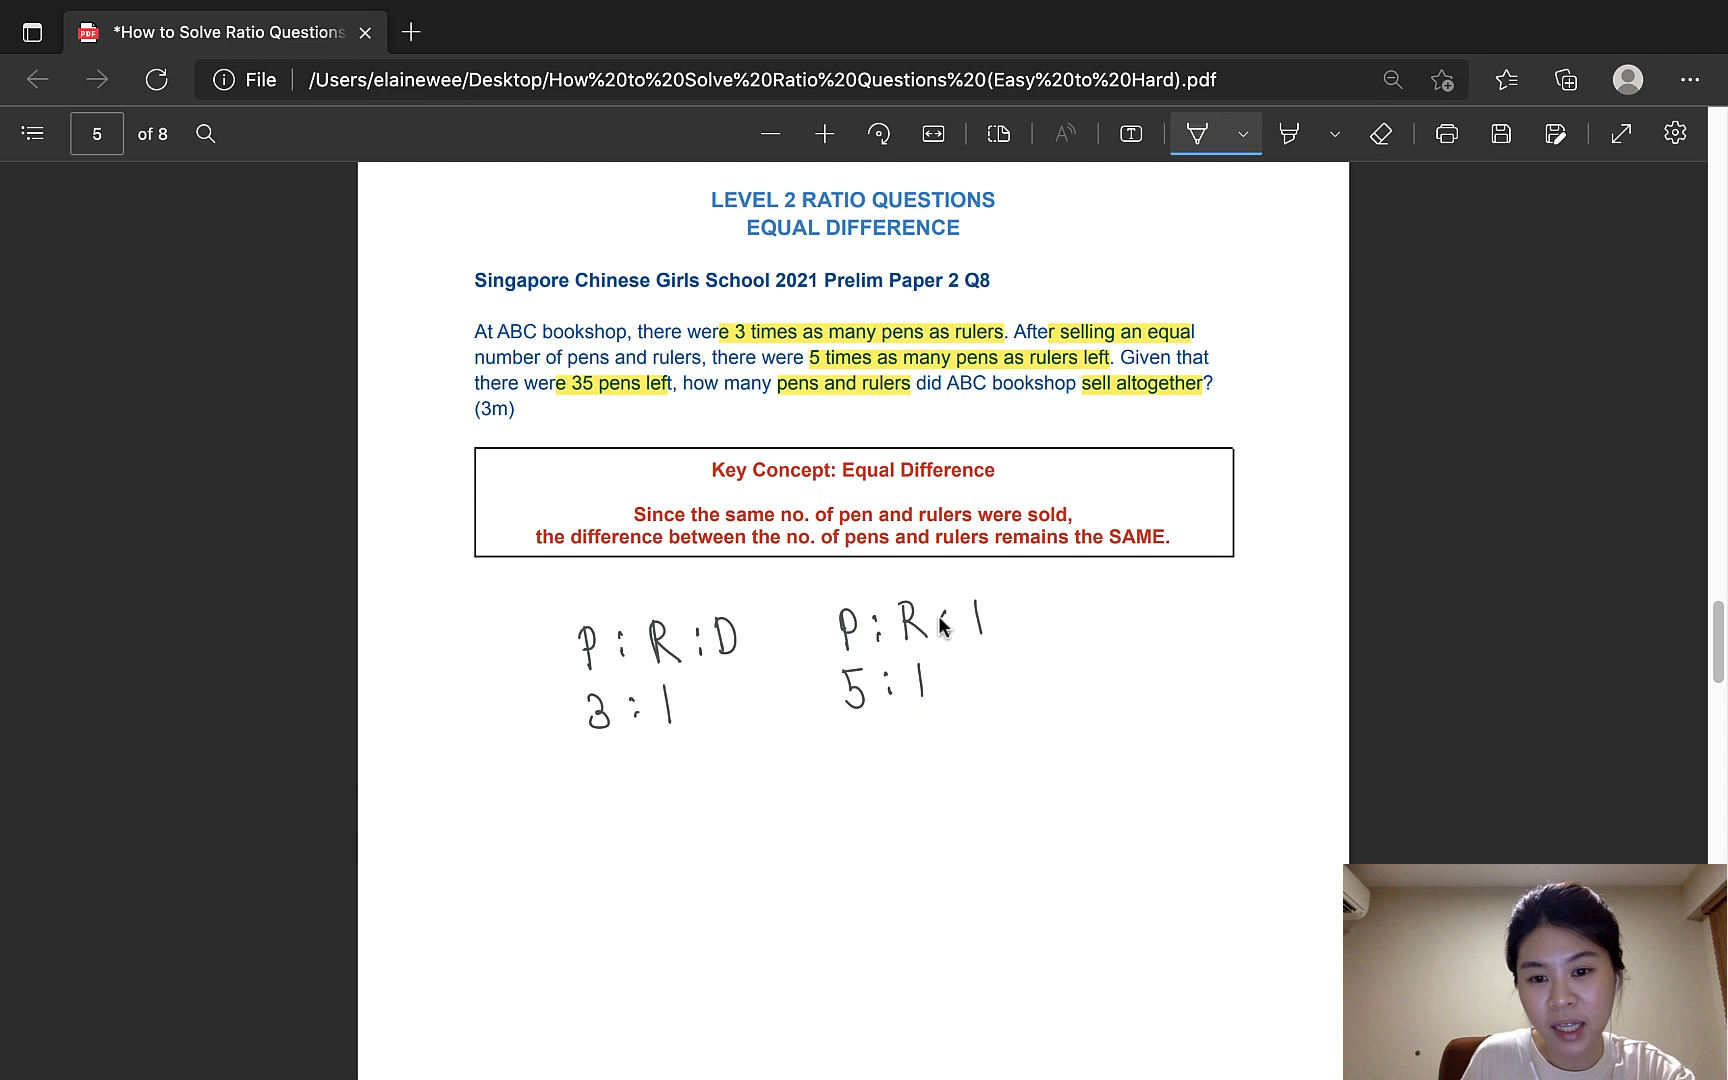 *How to Solve Ratio Questions
File /Users/elainewee/Desktop/How%20to%20Solve%20Ratio%20Questions%20(Easy%20to%20Hard).pdf
5 of 8
LEVEL 2 RATIO QUESTIONS
EQUAL DIFFERENCE
Singapore Chinese Girls School 2021 Prelim Paper 2 Q8
At ABC bookshop, there were 3 times as many pens as rulers. After selling an equal
number of pens and rulers, there were 5 times as many pens as rulers left. Given that
there were 35 pens left, how many pens and rulers did ABC bookshop sell altogether?
(3m)
Key Concept: Equal Difference
Since the same no. of pen and rulers were sold,
the difference between the no. of pens and rulers remains the SAME.
P : R : D P : R : 1
3 : 1 5 : 1